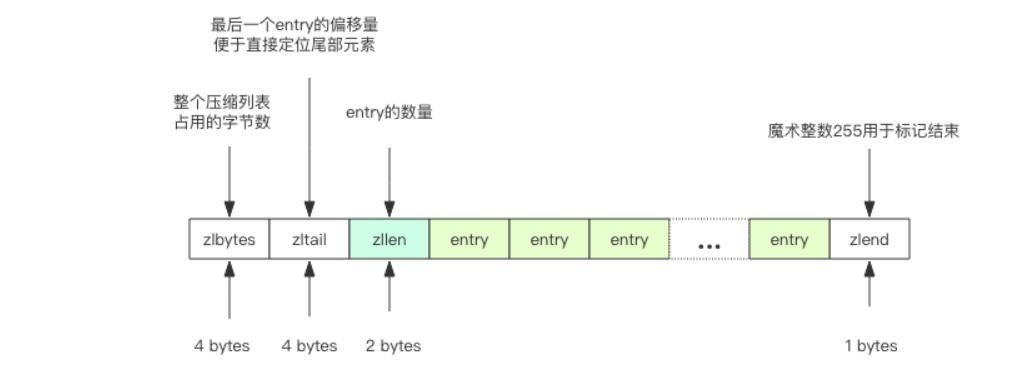 最后一个entry的偏移量
便于直接定位尾部元素
整个压缩列表
占用的字节数
entry的数量
魔术整数255用于标记结束
zlbytes zltail zllen entry entry entry ... entry zlend
4 bytes 4 bytes 2 bytes 1 bytes